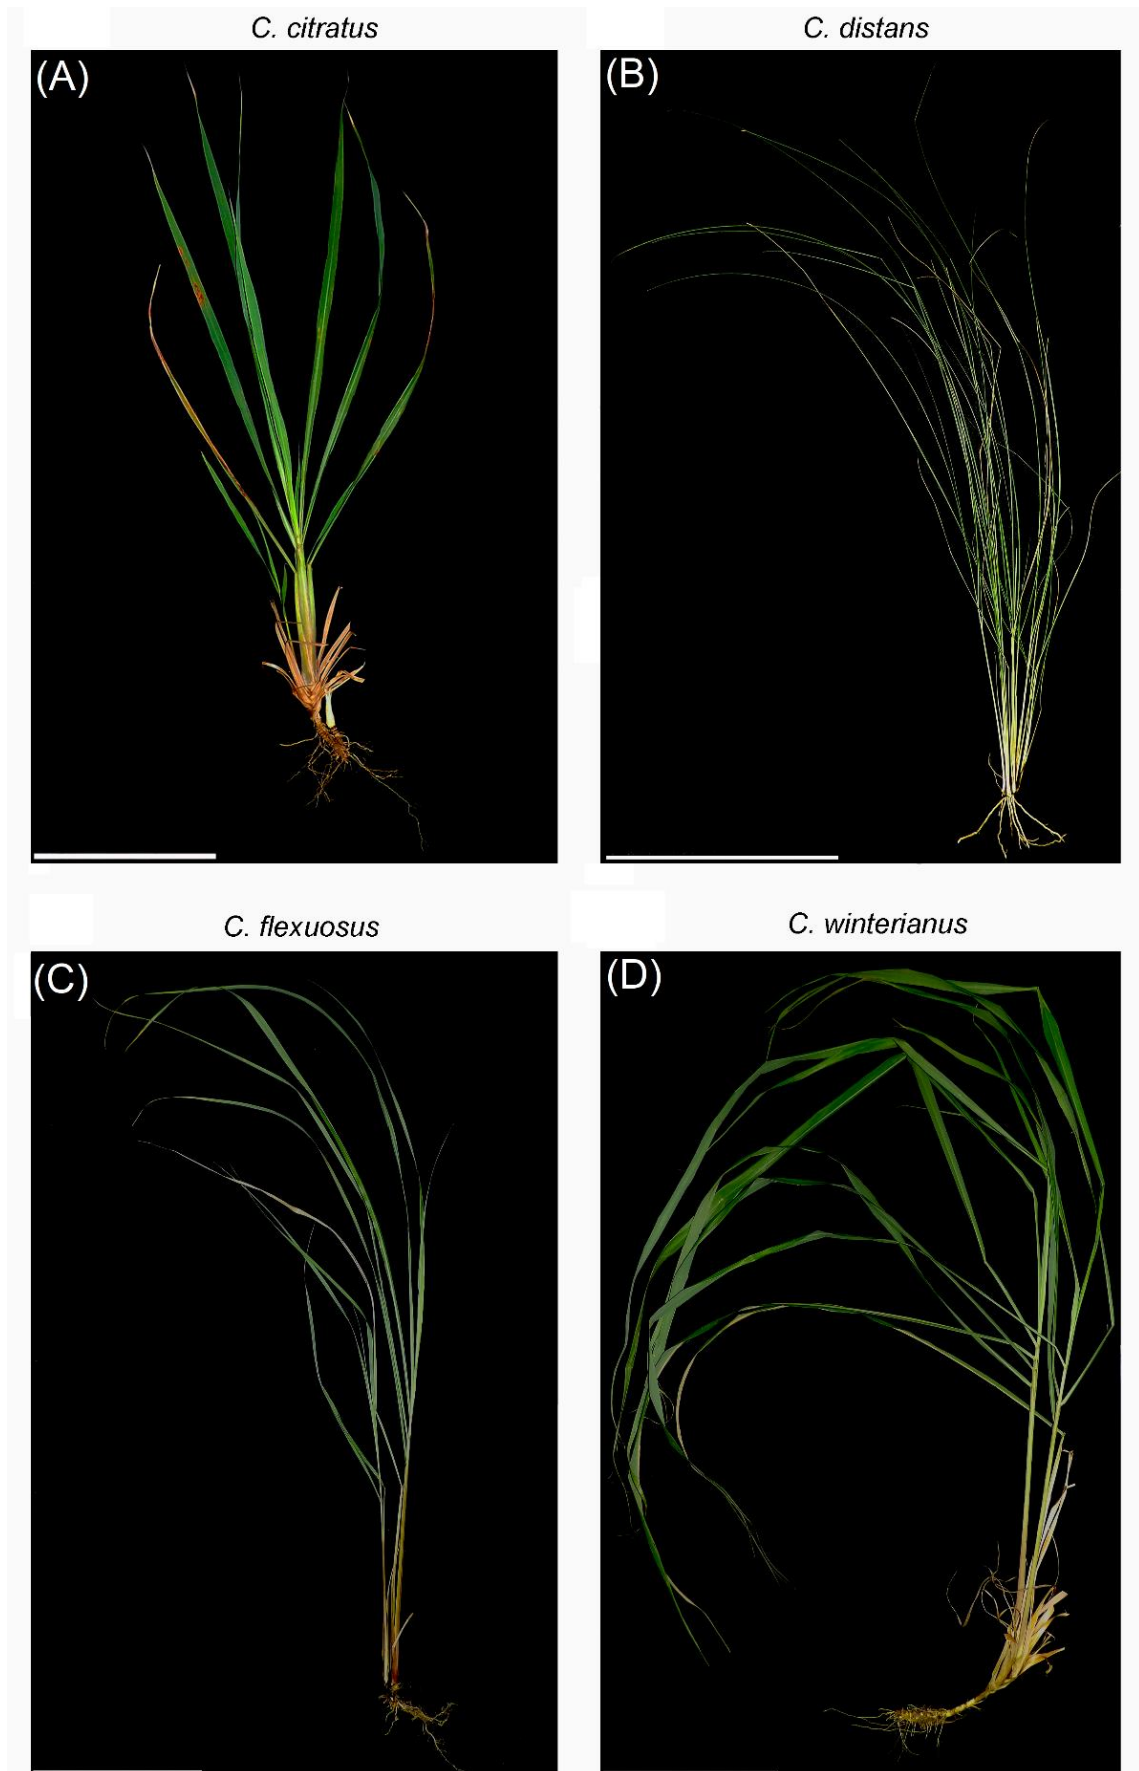 C. citratus
C. distans
(A)
(B)
C. flexuosus
C. winterianus
(C)
(D)